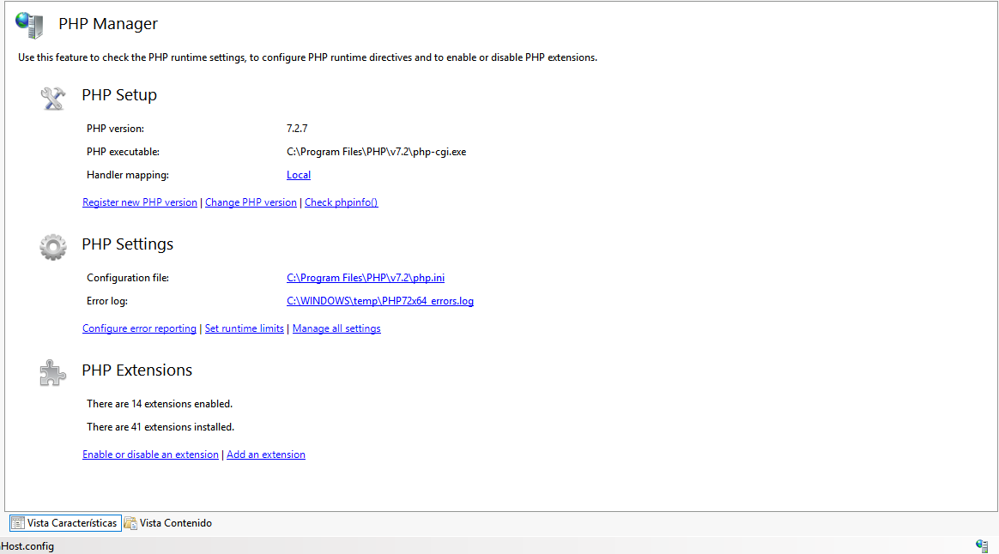 PHP Manager
Use this feature to check the PHP runtime settings, to configure PHP runtime directives and to enable or disable PHP extensions.
PHP Setup
PHP version: 7.2.7
PHP executable: C:\Program Files\PHP\v7.2\php-cgi.exe
Handler mapping: Local
Register new PHP version | Change PHP version | Check phpinfo()
PHP Settings
Configuration file: C:\Program Files\PHP\v7.2\php.ini
Error log: C:\WINDOWS\temp\PHP72x64_errors.log
Configure error reporting | Set runtime limits | Manage all settings
PHP Extensions
There are 14 extensions enabled.
There are 41 extensions installed.
Enable or disable an extension | Add an extension
Vista Características Vista Contenido
Host.config